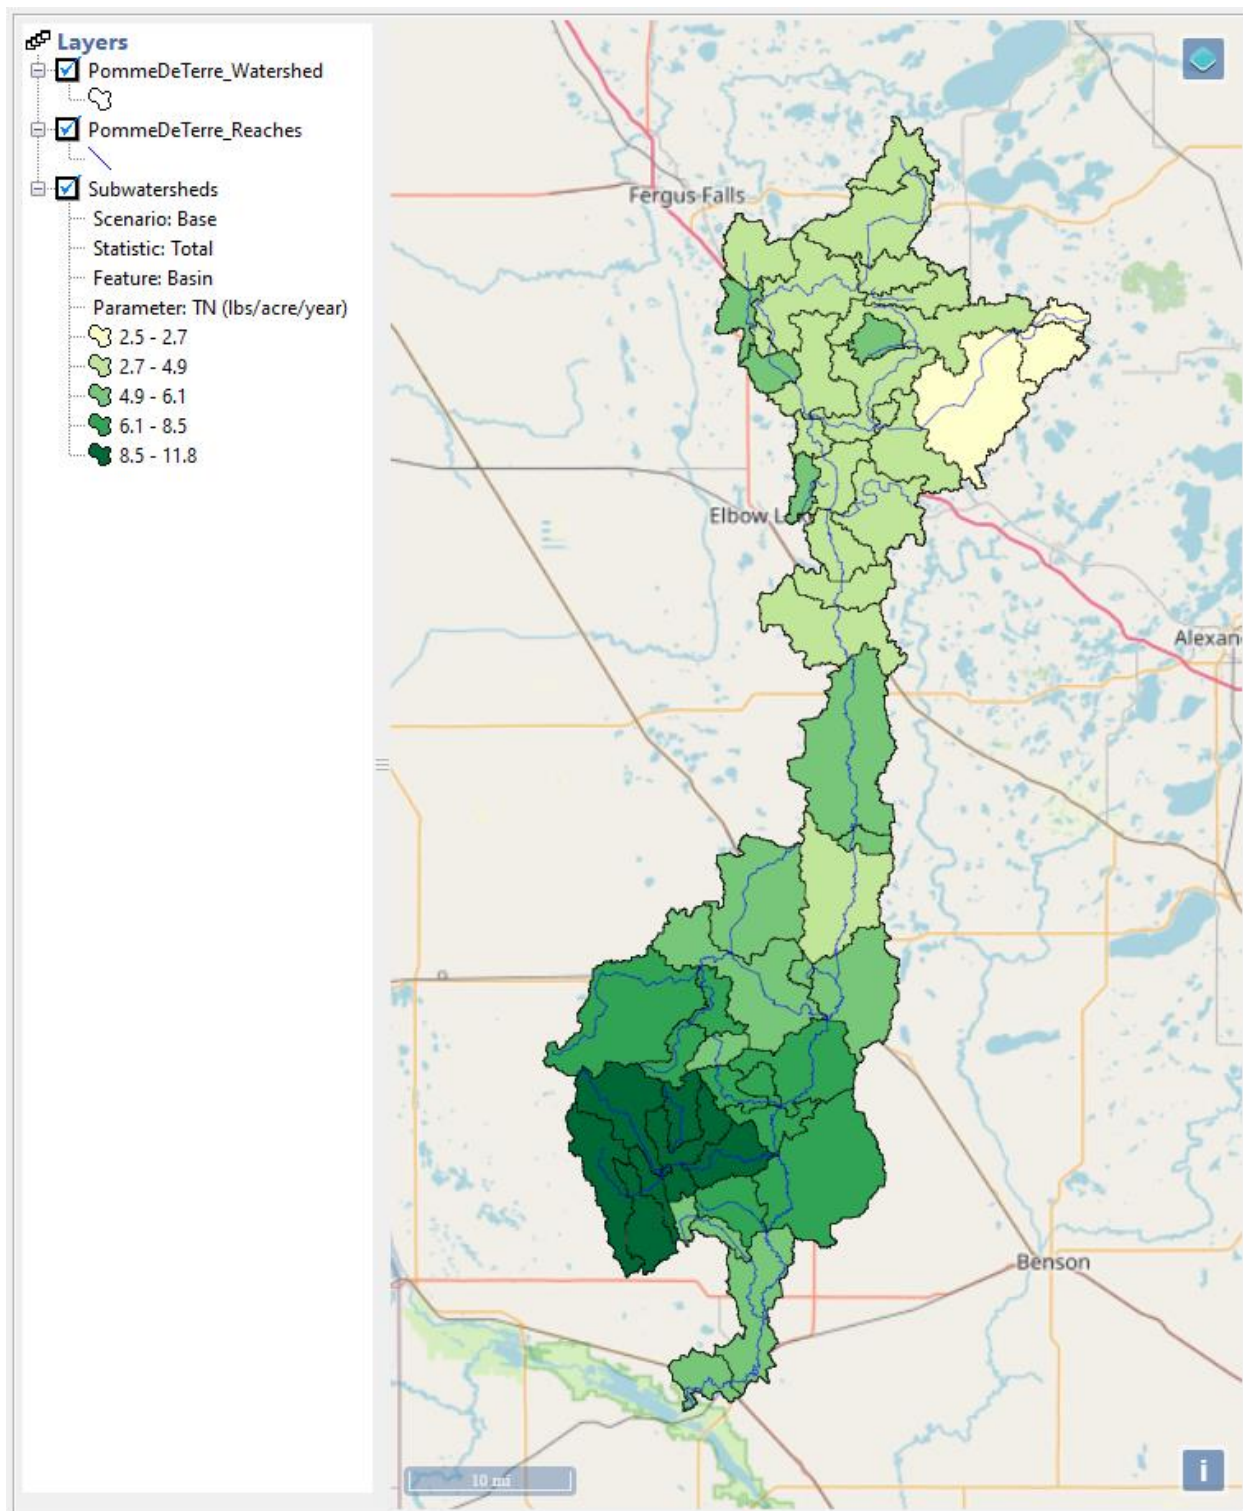 Layers
PommeDeTerre_Watershed
PommeDeTerre_Reaches
Subwatersheds
Scenario: Base
Statistic: Total
Feature: Basin
Parameter: TN (lbs/acre/year)
2.5 - 2.7
2.7 - 4.9
4.9 - 6.1
6.1 - 8.5
8.5 - 11.8
Fergus Falls
Elbow L
Alexan
Benson
10 mi
i